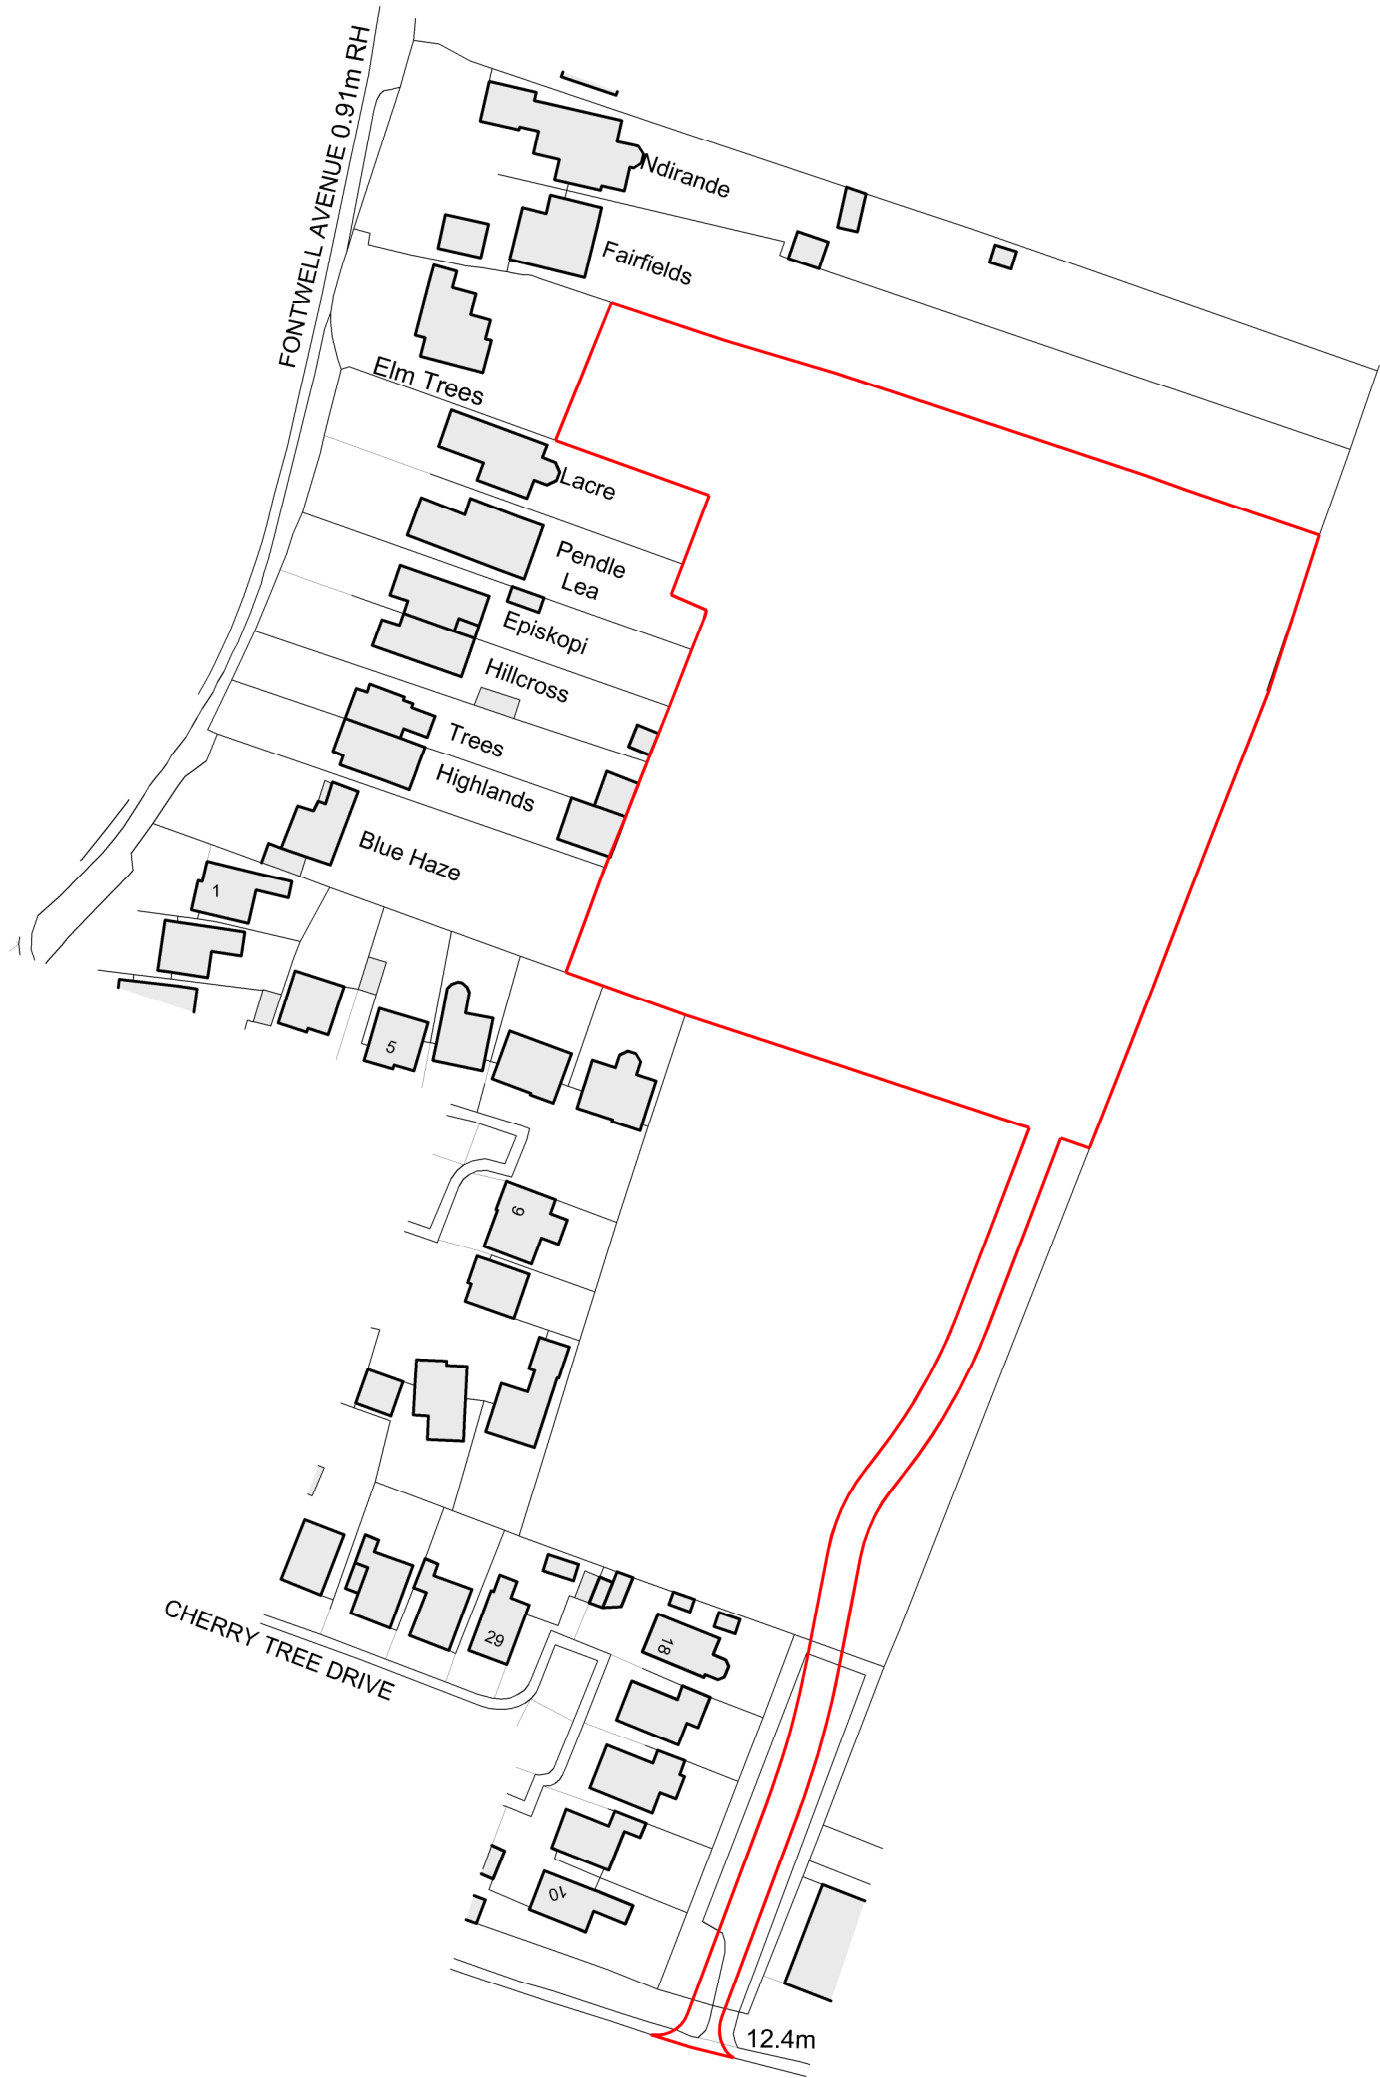 FONTWELL AVENUE 0.91m RH
Ndirande
Fairfields
Elm Trees
Lacre
Pendle
Lea
Episkopi
Hillcross
Trees
Highlands
Blue Haze
1
5
9
29
18
CHERRY TREE DRIVE
10
12.4m